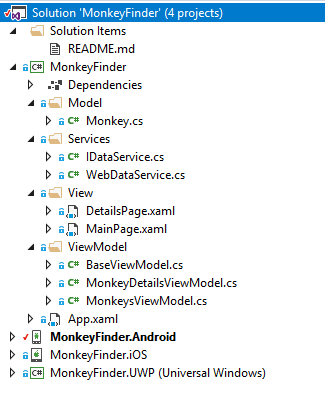 Solution 'MonkeyFinder' (4 projects)
Solution Items
README.md
C# MonkeyFinder
Dependencies
Model
C# Monkey.cs
Services
C# IDataService.cs
C# WebDataService.cs
View
DetailsPage.xaml
MainPage.xaml
ViewModel
C# BaseViewModel.cs
C# MonkeyDetailsViewModel.cs
C# MonkeysViewModel.cs
App.xaml
MonkeyFinder.Android
MonkeyFinder.iOS
C# MonkeyFinder.UWP (Universal Windows)